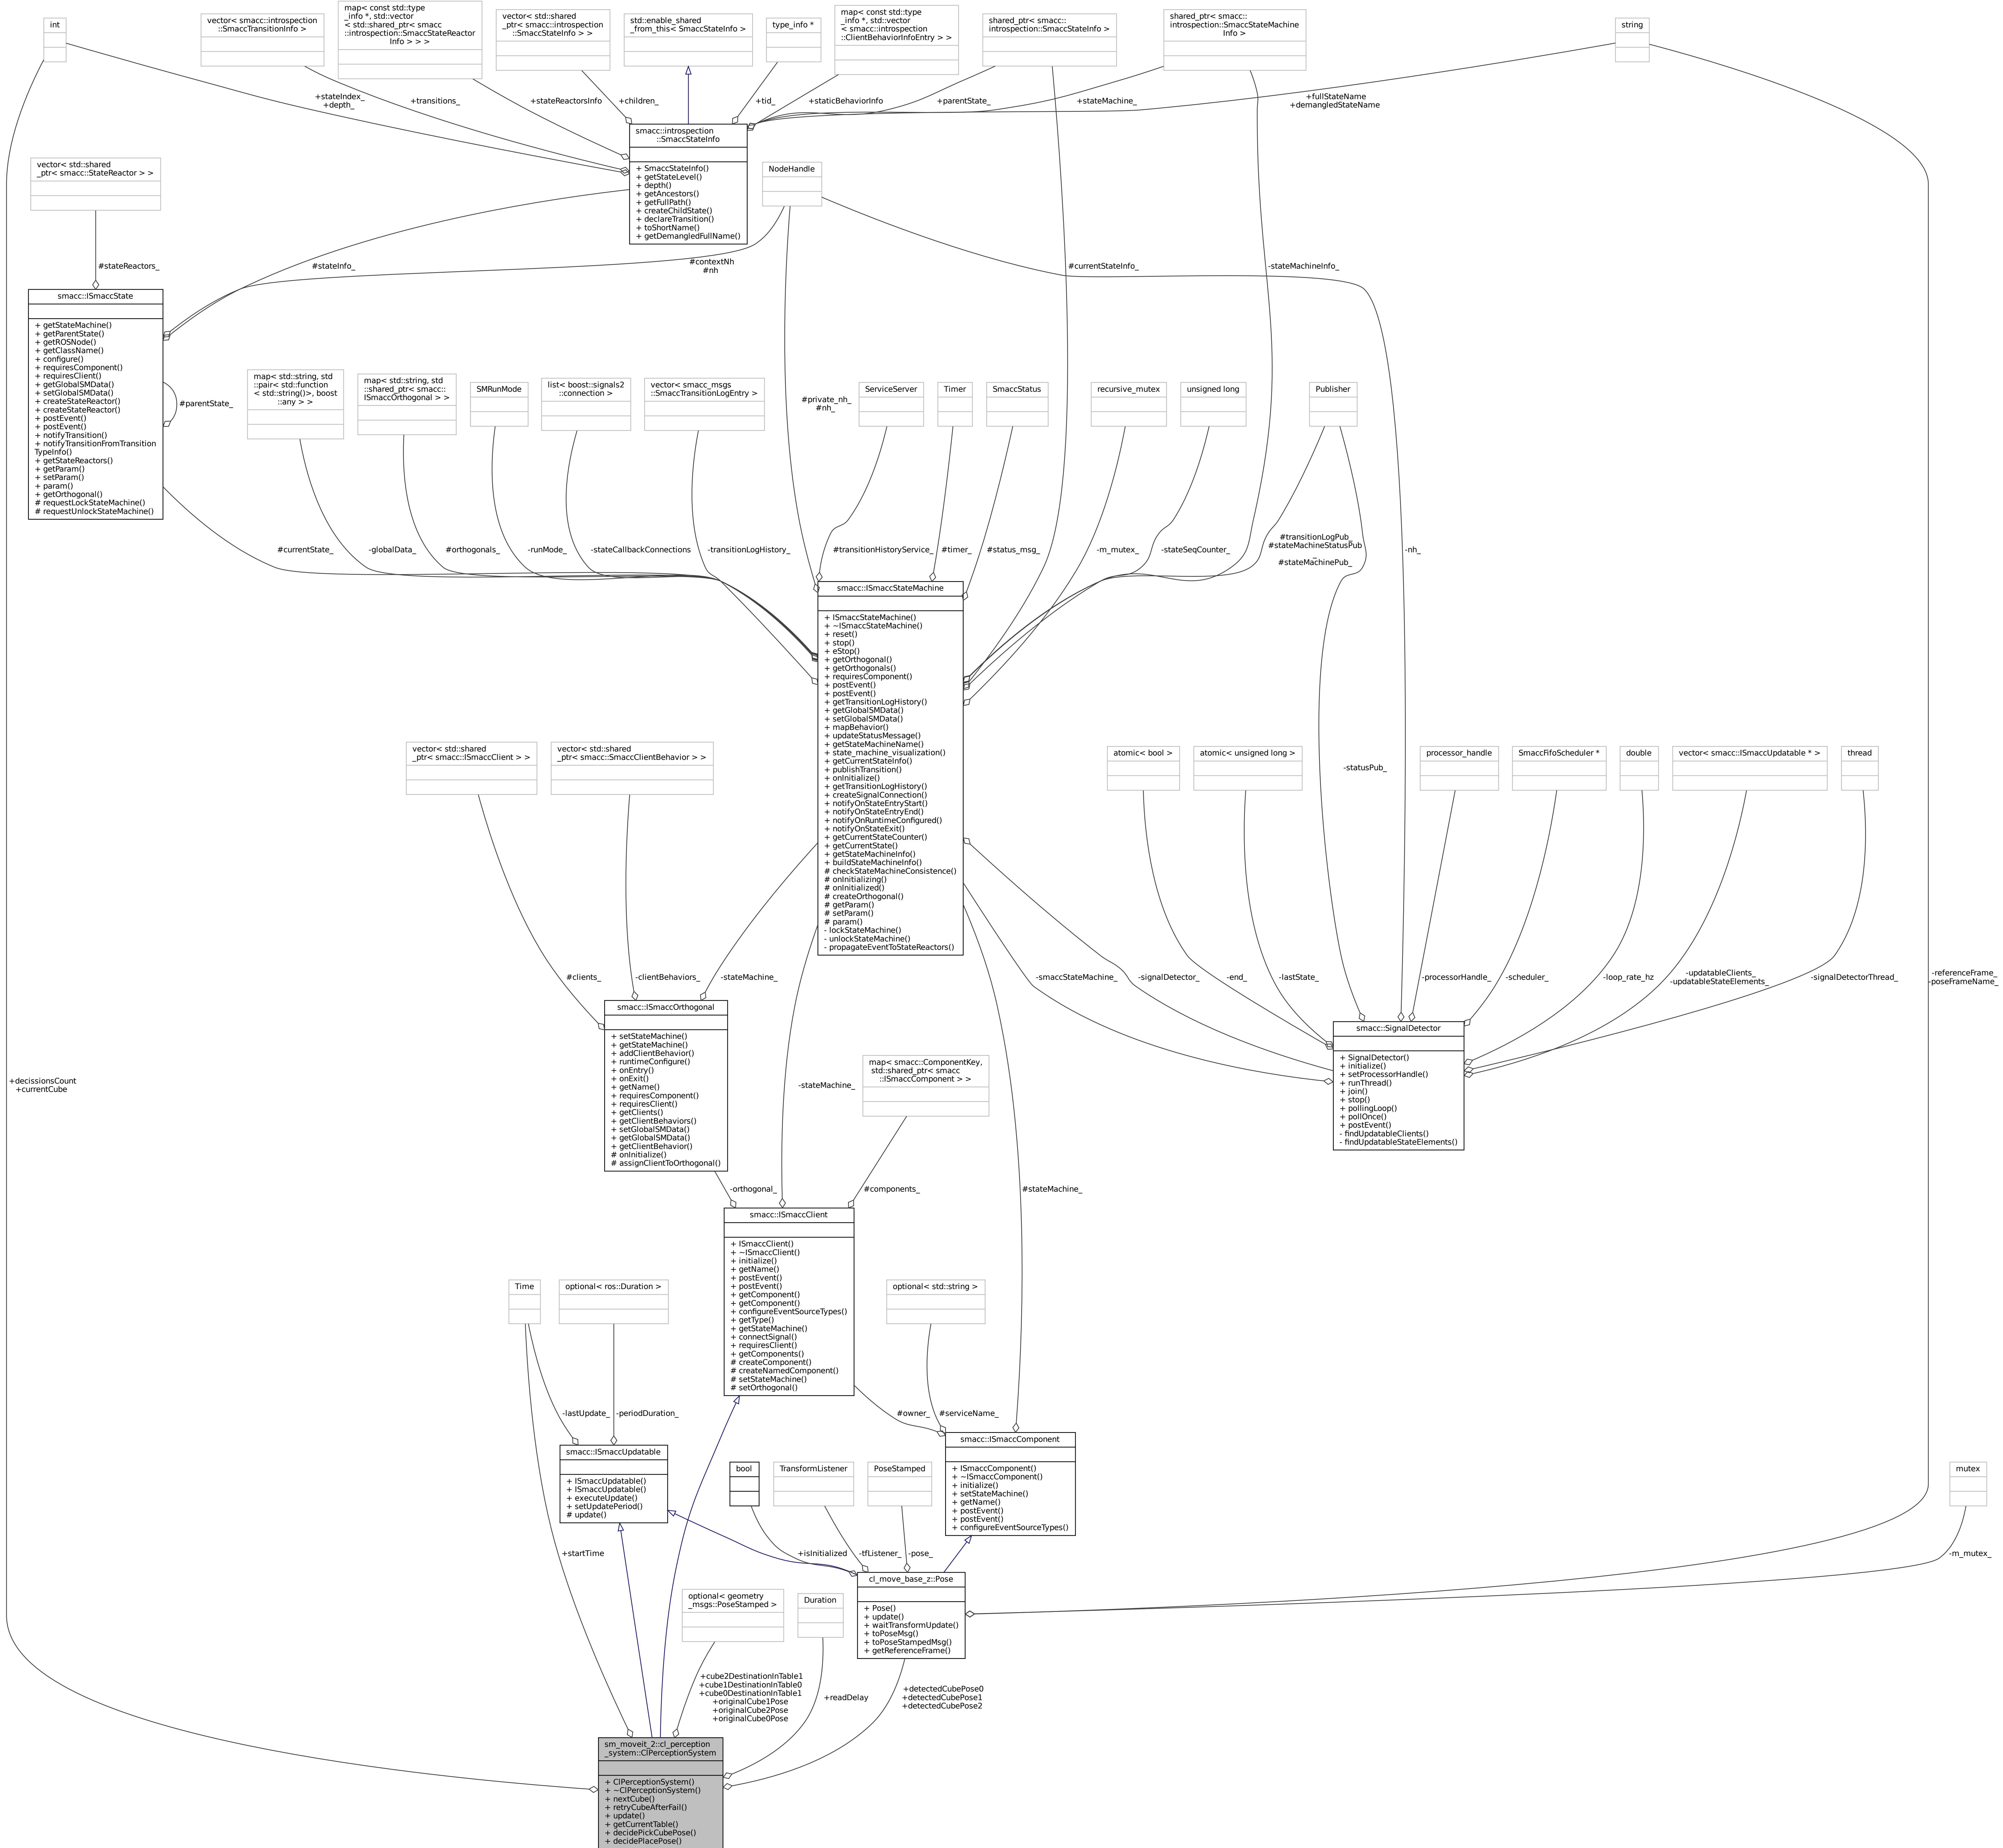 int
vector< smacc::introspection
::SmaccTransitionInfo >
map< const std::type
_info *, std::vector
< std::shared_ptr< smacc
::introspection::SmaccStateReactor
Info > > >
vector< std::shared
_ptr< smacc::introspection
::SmaccStateInfo > >
std::enable_shared
_from_this< SmaccStateInfo >
type_info *
map< const std::type
_info *, std::vector
< smacc::introspection
::ClientBehaviorInfoEntry > >
shared_ptr< smacc::
introspection::SmaccStateInfo >
shared_ptr< smacc::
introspection::SmaccStateMachine
Info >
string
+stateIndex_
+depth_
+transitions_
+stateReactorsInfo
+children_
+tid_
+staticBehaviorInfo
+parentState_
+stateMachine_
+fullStateName
+demangledStateName
smacc::introspection
::SmaccStateInfo
+ SmaccStateInfo()
+ getStateLevel()
+ depth()
+ getAncestors()
+ getFullPath()
+ createChildState()
+ declareTransition()
+ toShortName()
+ getDemangledFullName()
vector< std::shared
_ptr< smacc::StateReactor > >
NodeHandle
#stateReactors_
#stateInfo_
#contextNh
#nh
#currentStateInfo_
-stateMachineInfo_
smacc::ISmaccState
+ getStateMachine()
+ getParentState()
+ getROSNode()
+ getClassName()
+ configure()
+ requiresComponent()
+ requiresClient()
+ getGlobalSMData()
+ setGlobalSMData()
+ createStateReactor()
+ createStateReactor()
+ postEvent()
+ postEvent()
+ notifyTransition()
+ notifyTransitionFromTransition
TypeInfo()
+ getStateReactors()
+ getParam()
+ setParam()
+ param()
+ getOrthogonal()
# requestLockStateMachine()
# requestUnlockStateMachine()
#parentState_
map< std::string, std
::pair< std::function
< std::string()>, boost
::any > >
map< std::string, std
::shared_ptr< smacc::
ISmaccOrthogonal > >
SMRunMode
list< boost::signals2
::connection >
vector< smacc_msgs
::SmaccTransitionLogEntry >
#private_nh_
#nh_
ServiceServer
Timer
SmaccStatus
recursive_mutex
unsigned long
Publisher
#currentState_
-globalData_
#orthogonals_
-runMode_
-stateCallbackConnections
-transitionLogHistory_
#transitionHistoryService_
#timer_
#status_msg_
-m_mutex_
-stateSeqCounter_
#transitionLogPub_
#stateMachineStatusPub
_
#stateMachinePub_
-nh_
smacc::ISmaccStateMachine
+ ISmaccStateMachine()
+ ~ISmaccStateMachine()
+ reset()
+ stop()
+ eStop()
+ getOrthogonal()
+ getOrthogonals()
+ requiresComponent()
+ postEvent()
+ postEvent()
+ getTransitionLogHistory()
+ getGlobalSMData()
+ setGlobalSMData()
+ mapBehavior()
+ updateStatusMessage()
+ getStateMachineName()
+ state_machine_visualization()
+ getCurrentStateInfo()
+ publishTransition()
+ onInitialize()
+ getTransitionLogHistory()
+ createSignalConnection()
+ notifyOnStateEntryStart()
+ notifyOnStateEntryEnd()
+ notifyOnRuntimeConfigured()
+ notifyOnStateExit()
+ getCurrentStateCounter()
+ getCurrentState()
+ getStateMachineInfo()
+ buildStateMachineInfo()
# checkStateMachineConsistence()
# onInitializing()
# onInitialized()
# createOrthogonal()
# getParam()
# setParam()
# param()
- lockStateMachine()
- unlockStateMachine()
- propagateEventToStateReactors()
vector< std::shared
_ptr< smacc::ISmaccClient > >
vector< std::shared
_ptr< smacc::SmaccClientBehavior > >
atomic< bool >
atomic< unsigned long >
-statusPub_
processor_handle
SmaccFifoScheduler *
double
vector< smacc::ISmaccUpdatable * >
thread
#clients_
-clientBehaviors_
-stateMachine_
-smaccStateMachine_
-signalDetector_
-end_
-lastState_
-processorHandle_
-scheduler_
-loop_rate_hz
-updatableClients_
-updatableStateElements_
-signalDetectorThread_
-referenceFrame_
-poseFrameName_
smacc::ISmaccOrthogonal
+ setStateMachine()
+ getStateMachine()
+ addClientBehavior()
+ runtimeConfigure()
+ onEntry()
+ onExit()
+ getName()
+ requiresComponent()
+ requiresClient()
+ getClients()
+ getClientBehaviors()
+ setGlobalSMData()
+ getGlobalSMData()
+ getClientBehavior()
# onInitialize()
# assignClientToOrthogonal()
smacc::SignalDetector
+ SignalDetector()
+ initialize()
+ setProcessorHandle()
+ runThread()
+ join()
+ stop()
+ pollingLoop()
+ pollOnce()
+ postEvent()
- findUpdatableClients()
- findUpdatableStateElements()
+decissionsCount
+currentCube
-stateMachine_
map< smacc::ComponentKey,
std::shared_ptr< smacc
::ISmaccComponent > >
-orthogonal_
#components_
#stateMachine_
smacc::ISmaccClient
+ ISmaccClient()
+ ~ISmaccClient()
+ initialize()
+ getName()
+ postEvent()
+ postEvent()
+ getComponent()
+ getComponent()
+ configureEventSourceTypes()
+ getType()
+ getStateMachine()
+ connectSignal()
+ requiresClient()
+ getComponents()
# createComponent()
# createNamedComponent()
# setStateMachine()
# setOrthogonal()
Time
optional< ros::Duration >
optional< std::string >
-lastUpdate_
-periodDuration_
#owner_
#serviceName_
smacc::ISmaccUpdatable
+ ISmaccUpdatable()
+ ISmaccUpdatable()
+ executeUpdate()
+ setUpdatePeriod()
# update()
smacc::ISmaccComponent
+ ISmaccComponent()
+ ~ISmaccComponent()
+ initialize()
+ setStateMachine()
+ getName()
+ postEvent()
+ postEvent()
+ configureEventSourceTypes()
bool
TransformListener
PoseStamped
mutex
+startTime
+isInitialized
-tfListener_
-pose_
-m_mutex_
cl_move_base_z::Pose
+ Pose()
+ update()
+ waitTransformUpdate()
+ toPoseMsg()
+ toPoseStampedMsg()
+ getReferenceFrame()
optional< geometry
_msgs::PoseStamped >
Duration
+cube2DestinationInTable1
+cube1DestinationInTable0
+cube0DestinationInTable1
+originalCube1Pose
+originalCube2Pose
+originalCube0Pose
+readDelay
+detectedCubePose0
+detectedCubePose1
+detectedCubePose2
sm_moveit_2::cl_perception
_system::ClPerceptionSystem
+ ClPerceptionSystem()
+ ~ClPerceptionSystem()
+ nextCube()
+ retryCubeAfterFail()
+ update()
+ getCurrentTable()
+ decidePickCubePose()
+ decidePlacePose()